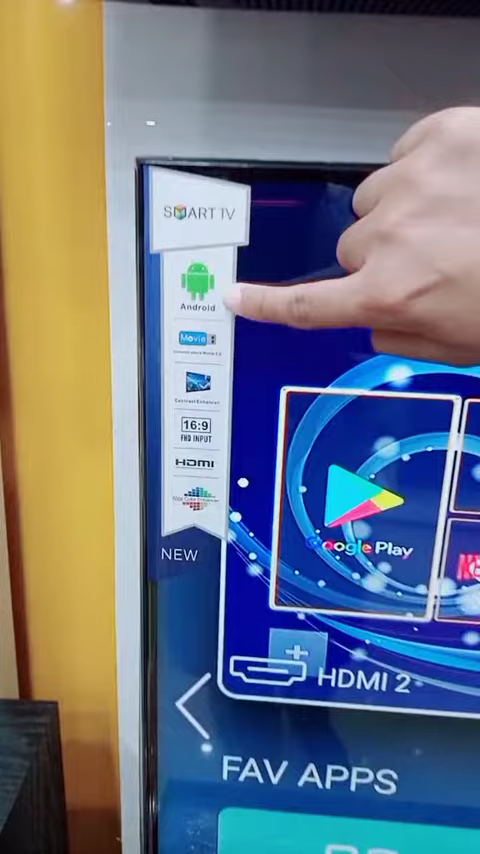 SMART TV
Android
Movie
Contrast Enhancer
16:9
FHD INPUT
HDMI
NEW
Google Play
HDMI 2
FAV APPS